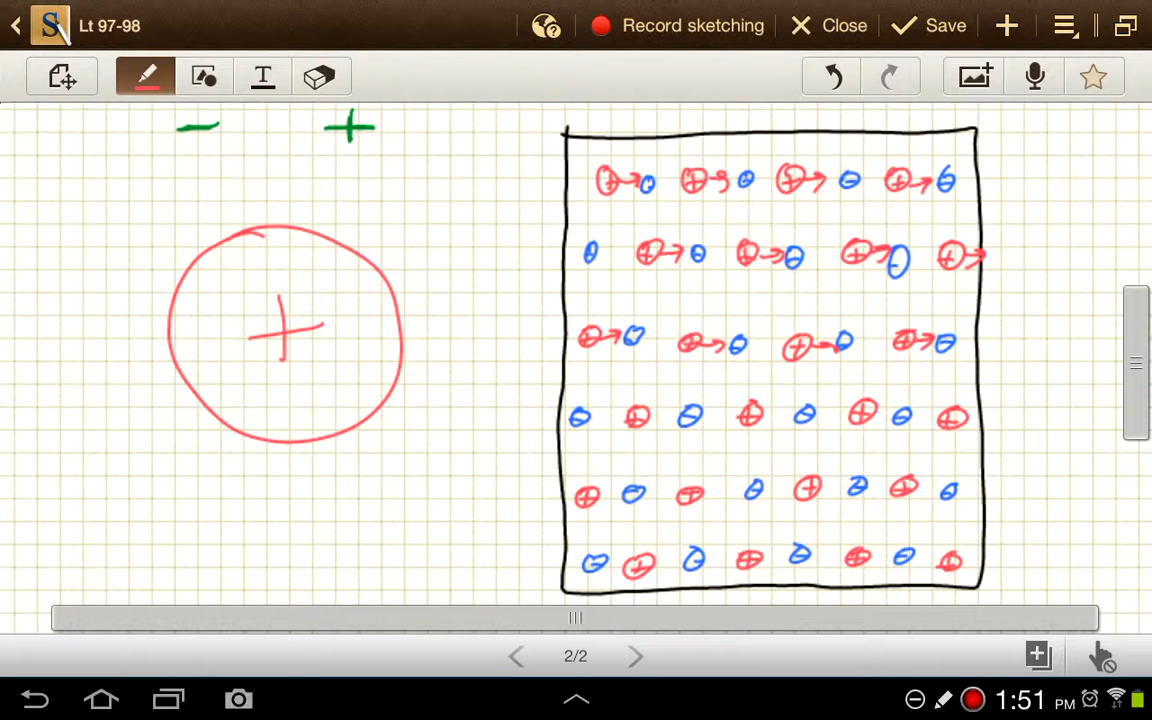 S Lt 97-98 Record sketching Close Save
T
- +
+ - + - + - + -
- + - + - + - +
+ + - + - + -
- + - + - + - +
+ - + - + - + -
- + - + - + - +
2/2
1:51 PM